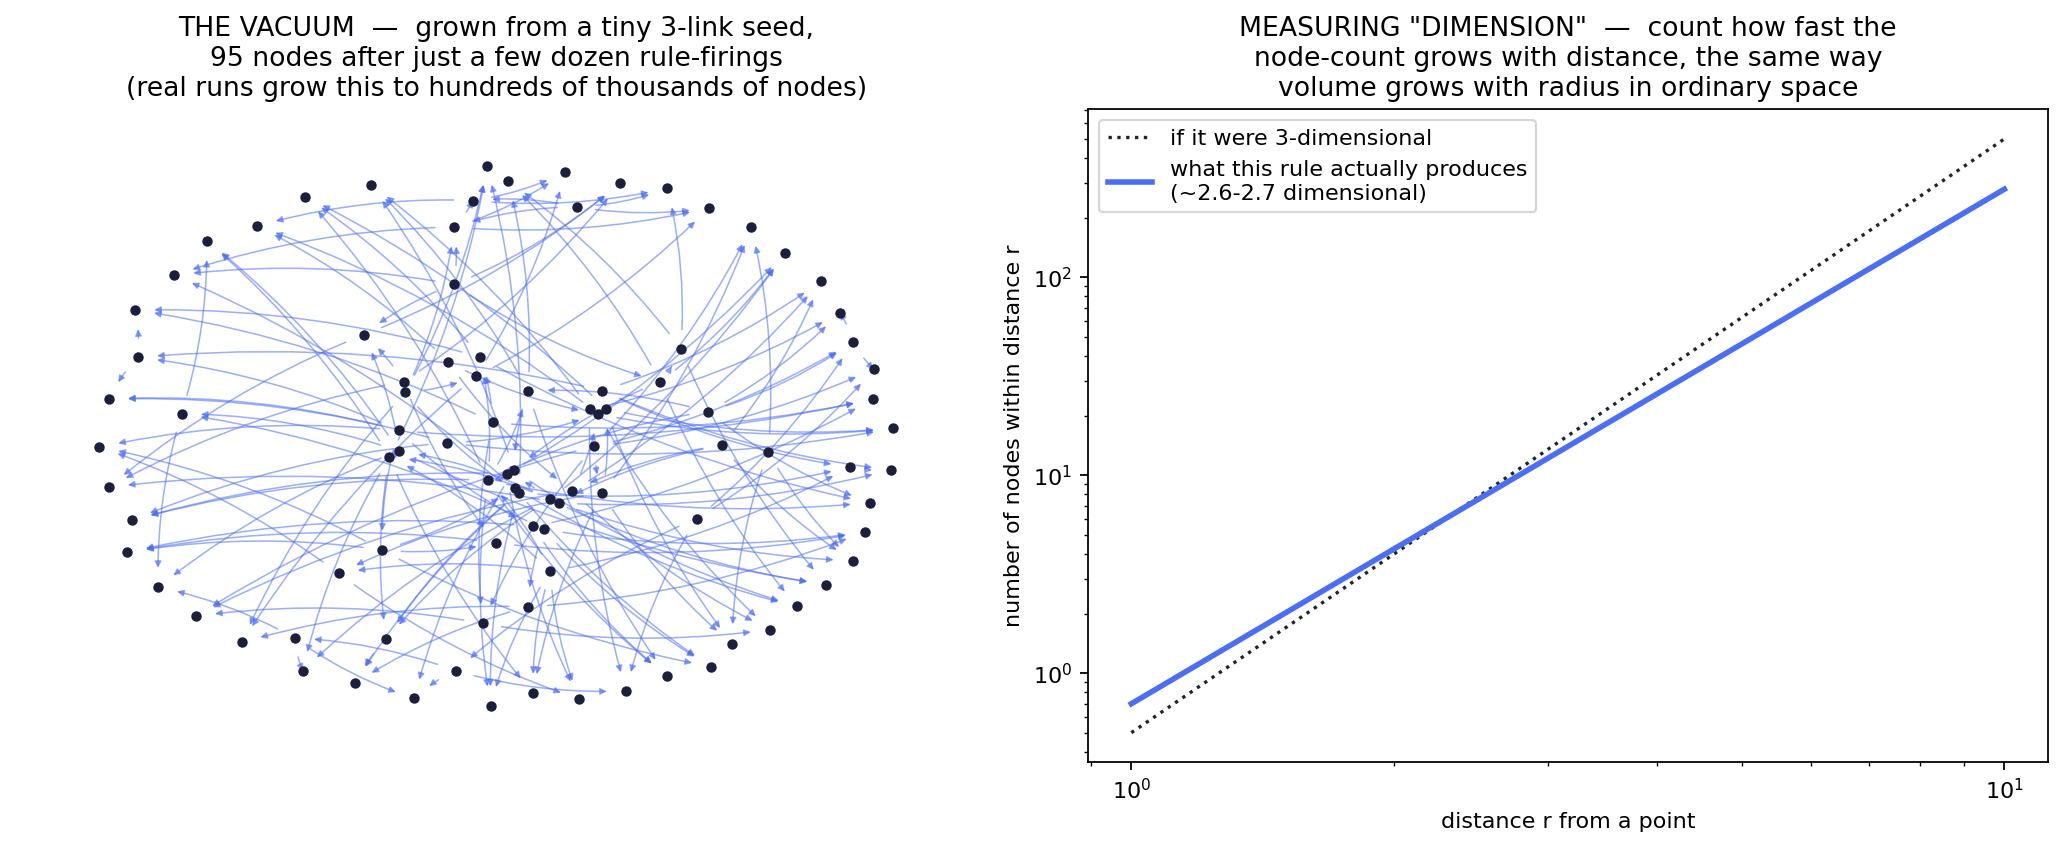 THE VACUUM — grown from a tiny 3-link seed,
95 nodes after just a few dozen rule-firings
(real runs grow this to hundreds of thousands of nodes)
MEASURING "DIMENSION" — count how fast the
node-count grows with distance, the same way
volume grows with radius in ordinary space
if it were 3-dimensional
what this rule actually produces
(~2.6-2.7 dimensional)
number of nodes within distance r
10²
10¹
10⁰
10⁰
10¹
distance r from a point